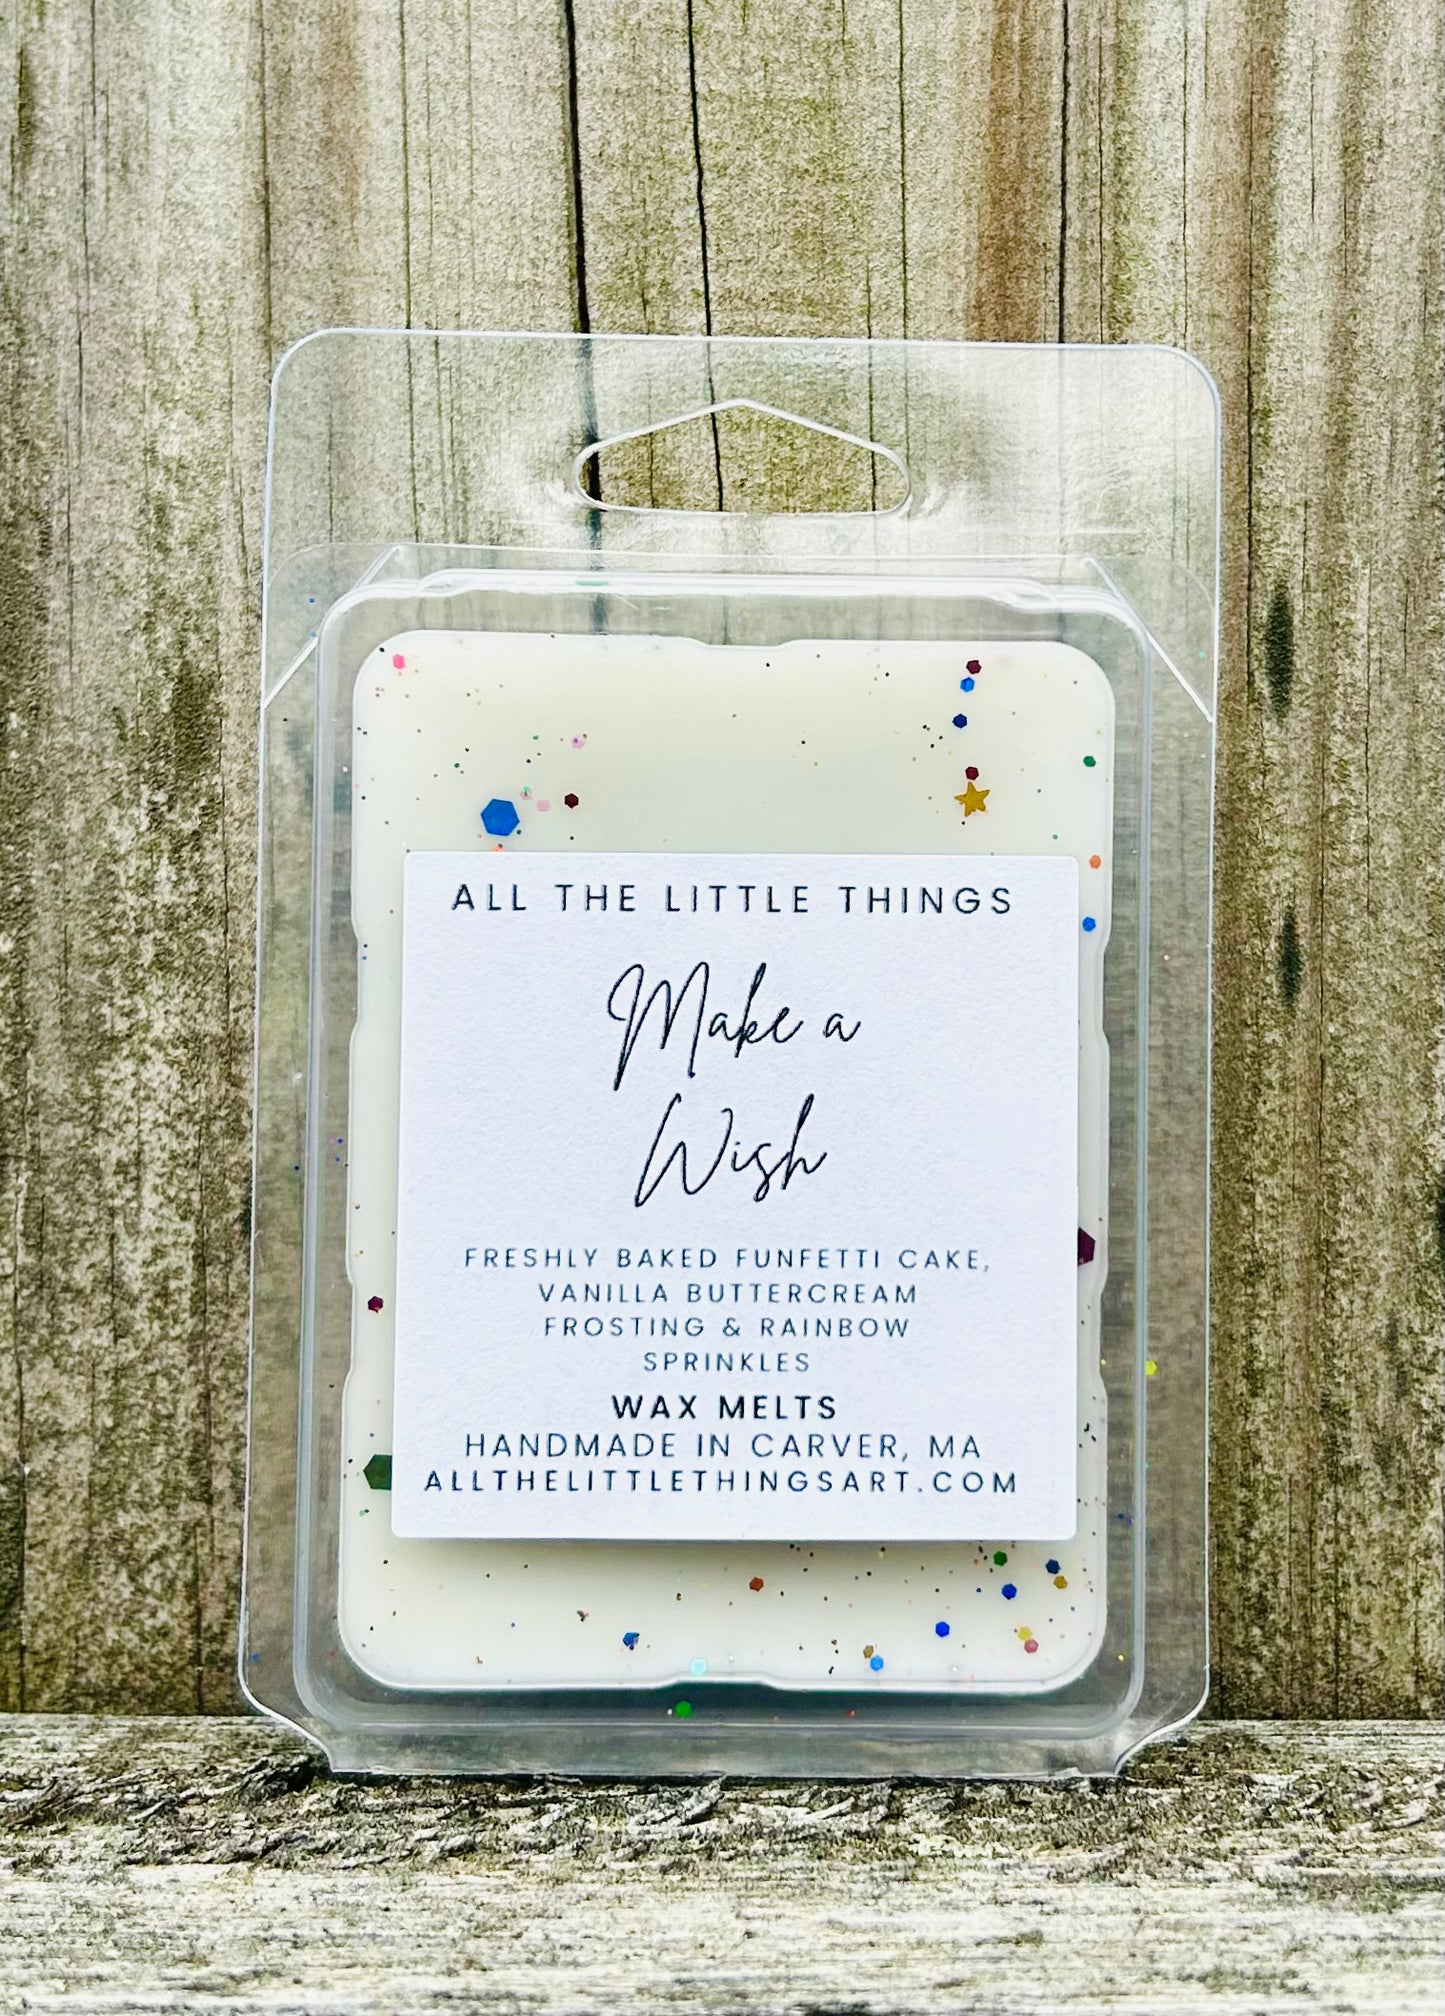 ALL THE LITTLE THINGS
Make a
Wish
FRESHLY BAKED FUNFETTI CAKE,
VANILLA BUTTERCREAM
FROSTING & RAINBOW
SPRINKLES
WAX MELTS
HANDMADE IN CARVER, MA
ALLTHELITTLETHINGSART.COM